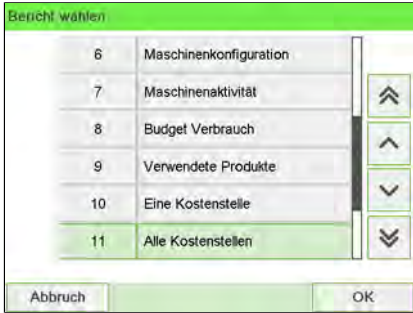 Bericht wählen
6 Maschinenkonfiguration
7 Maschinenaktivität
8 Budget Verbrauch
9 Verwendete Produkte
10 Eine Kostenstelle
11 Alle Kostenstellen
Abbruch OK